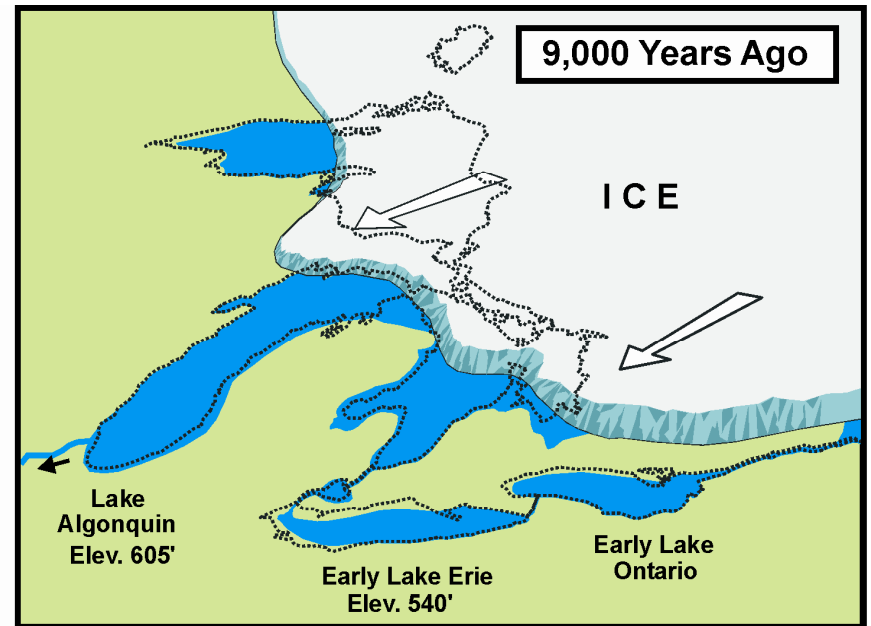 9,000 Years Ago
I C E
Lake
Algonquin
Elev. 605'
Early Lake Erie
Elev. 540'
Early Lake
Ontario